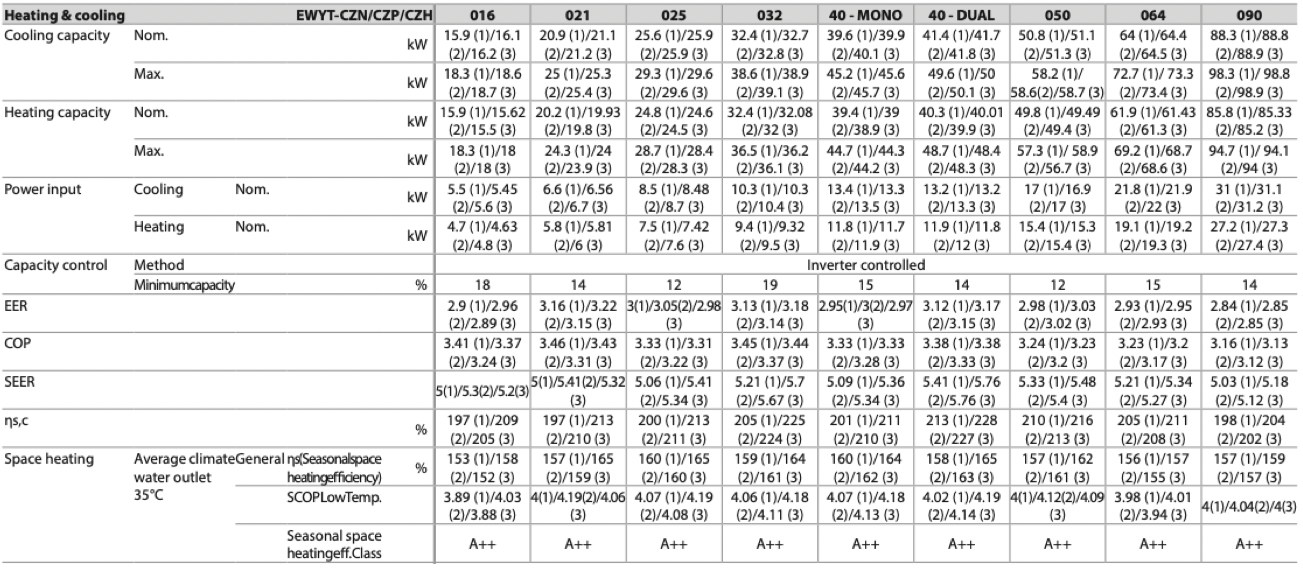 Heating & cooling EWYT-CZN/CZP/CZH 016 021 025 032 40 - MONO 40 - DUAL 050 064 090
Cooling capacity Nom. kW 15.9 (1)/16.1 (2)/16.2 (3) 20.9 (1)/21.1 (2)/21.2 (3) 25.6 (1)/25.9 (2)/25.9 (3) 32.4 (1)/32.7 (2)/32.8 (3) 39.6 (1)/39.9 (2)/40.1 (3) 41.4 (1)/41.7 (2)/41.8 (3) 50.8 (1)/51.1 (2)/51.3 (3) 64 (1)/64.4 (2)/64.5 (3) 88.3 (1)/88.8 (2)/88.9 (3)
Max. kW 18.3 (1)/18.6 (2)/18.7 (3) 25 (1)/25.3 (2)/25.4 (3) 29.3 (1)/29.6 (2)/29.6 (3) 38.6 (1)/38.9 (2)/39.1 (3) 45.2 (1)/45.6 (2)/45.7 (3) 49.6 (1)/50 (2)/50.1 (3) 58.2 (1)/ 58.6(2)/58.7 (3) 72.7 (1)/ 73.3 (2)/73.4 (3) 98.3 (1)/ 98.8 (2)/98.9 (3)
Heating capacity Nom. kW 15.9 (1)/15.62 (2)/15.5 (3) 20.2 (1)/19.93 (2)/19.8 (3) 24.8 (1)/24.6 (2)/24.5 (3) 32.4 (1)/32.08 (2)/32 (3) 39.4 (1)/39 (2)/38.9 (3) 40.3 (1)/40.01 (2)/39.9 (3) 49.8 (1)/49.49 (2)/49.4 (3) 61.9 (1)/61.43 (2)/61.3 (3) 85.8 (1)/85.33 (2)/85.2 (3)
Max. kW 18.3 (1)/18 (2)/18 (3) 24.3 (1)/24 (2)/23.9 (3) 28.7 (1)/28.4 (2)/28.3 (3) 36.5 (1)/36.2 (2)/36.1 (3) 44.7 (1)/44.3 (2)/44.2 (3) 48.7 (1)/48.4 (2)/48.3 (3) 57.3 (1)/ 58.9 (2)/56.7 (3) 69.2 (1)/68.7 (2)/68.6 (3) 94.7 (1)/ 94.1 (2)/94 (3)
Power input Cooling Nom. kW 5.5 (1)/5.45 (2)/5.6 (3) 6.6 (1)/6.56 (2)/6.7 (3) 8.5 (1)/8.48 (2)/8.7 (3) 10.3 (1)/10.3 (2)/10.4 (3) 13.4 (1)/13.3 (2)/13.5 (3) 13.2 (1)/13.2 (2)/13.3 (3) 17 (1)/16.9 (2)/17 (3) 21.8 (1)/21.9 (2)/22 (3) 31 (1)/31.1 (2)/31.2 (3)
Heating Nom. kW 4.7 (1)/4.63 (2)/4.8 (3) 5.8 (1)/5.81 (2)/6 (3) 7.5 (1)/7.42 (2)/7.6 (3) 9.4 (1)/9.32 (2)/9.5 (3) 11.8 (1)/11.7 (2)/11.9 (3) 11.9 (1)/11.8 (2)/12 (3) 15.4 (1)/15.3 (2)/15.4 (3) 19.1 (1)/19.2 (2)/19.3 (3) 27.2 (1)/27.3 (2)/27.4 (3)
Capacity control Method Inverter controlled
Minimumcapacity % 18 14 12 19 15 14 12 15 14
EER 2.9 (1)/2.96 (2)/2.89 (3) 3.16 (1)/3.22 (2)/3.15 (3) 3(1)/3.05(2)/2.98 (3) 3.13 (1)/3.18 (2)/3.14 (3) 2.95(1)/3(2)/2.97 (3) 3.12 (1)/3.17 (2)/3.15 (3) 2.98 (1)/3.03 (2)/3.02 (3) 2.93 (1)/2.95 (2)/2.93 (3) 2.84 (1)/2.85 (2)/2.85 (3)
COP 3.41 (1)/3.37 (2)/3.24 (3) 3.46 (1)/3.43 (2)/3.31 (3) 3.33 (1)/3.31 (2)/3.22 (3) 3.45 (1)/3.44 (2)/3.37 (3) 3.33 (1)/3.33 (2)/3.28 (3) 3.38 (1)/3.38 (2)/3.33 (3) 3.24 (1)/3.23 (2)/3.2 (3) 3.23 (1)/3.2 (2)/3.17 (3) 3.16 (1)/3.13 (2)/3.12 (3)
SEER 5(1)/5.3(2)/5.2(3) 5(1)/5.41(2)/5.32 (3) 5.06 (1)/5.41 (2)/5.34 (3) 5.21 (1)/5.7 (2)/5.67 (3) 5.09 (1)/5.36 (2)/5.34 (3) 5.41 (1)/5.76 (2)/5.76 (3) 5.33 (1)/5.48 (2)/5.4 (3) 5.21 (1)/5.34 (2)/5.27 (3) 5.03 (1)/5.18 (2)/5.12 (3)
ηs,c % 197 (1)/209 (2)/205 (3) 197 (1)/213 (2)/210 (3) 200 (1)/213 (2)/211 (3) 205 (1)/225 (2)/224 (3) 201 (1)/211 (2)/210 (3) 213 (1)/228 (2)/227 (3) 210 (1)/216 (2)/213 (3) 205 (1)/211 (2)/208 (3) 198 (1)/204 (2)/202 (3)
Space heating Average climate water outlet 35°C General ηs(Seasonalspace heatingefficiency) % 153 (1)/158 (2)/152 (3) 157 (1)/165 (2)/159 (3) 160 (1)/165 (2)/160 (3) 159 (1)/164 (2)/161 (3) 160 (1)/164 (2)/162 (3) 158 (1)/165 (2)/163 (3) 157 (1)/162 (2)/161 (3) 156 (1)/157 (2)/155 (3) 157 (1)/159 (2)/157 (3)
SCOPLowTemp. 3.89 (1)/4.03 (2)/3.88 (3) 4(1)/4.19(2)/4.06 (3) 4.07 (1)/4.19 (2)/4.08 (3) 4.06 (1)/4.18 (2)/4.11 (3) 4.07 (1)/4.18 (2)/4.13 (3) 4.02 (1)/4.19 (2)/4.14 (3) 4(1)/4.12(2)/4.09 (3) 3.98 (1)/4.01 (2)/3.94 (3) 4(1)/4.04(2)/4(3)
Seasonal space heatingeff.Class A++ A++ A++ A++ A++ A++ A++ A++ A++